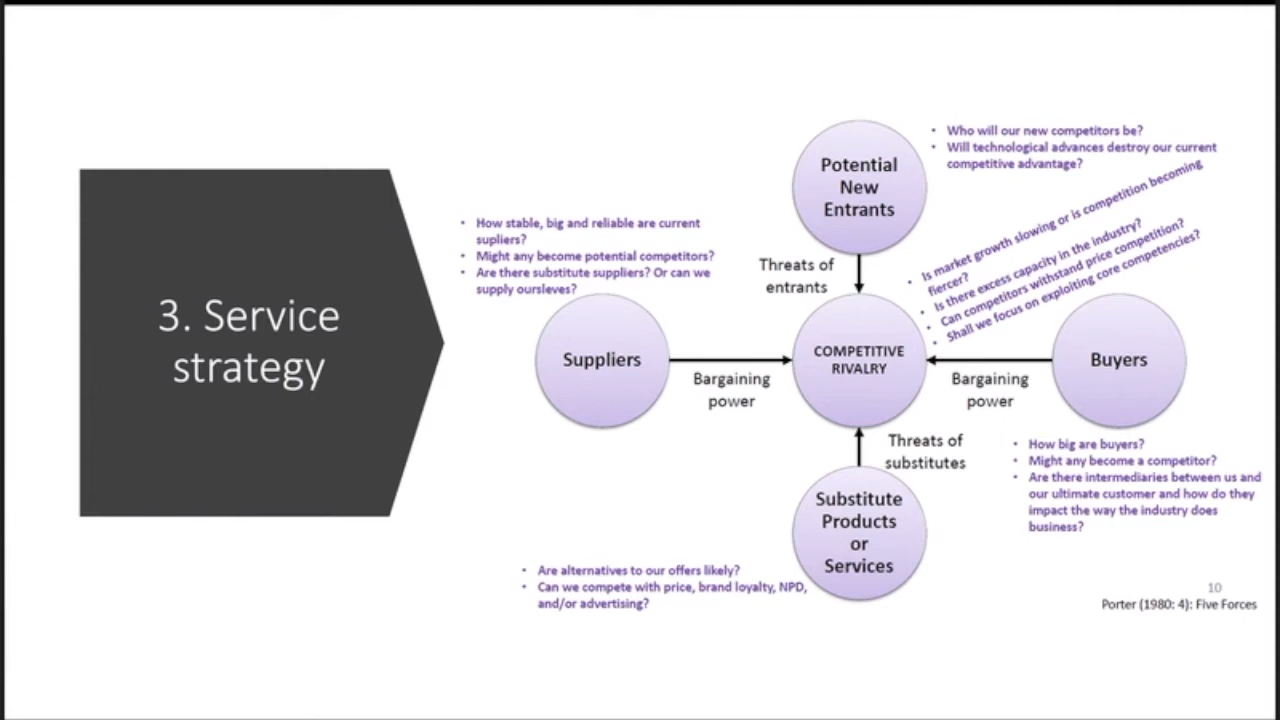 3. Service
strategy
Potential
New
Entrants
• Who will our new competitors be?
• Will technological advances destroy our current
competitive advantage?
• How stable, big and reliable are current
supliers?
• Might any become potential competitors?
• Are there substitute suppliers? Or can we
supply oursleves?
Threats of
entrants
• Is market growth slowing or is competition becoming
fiercer?
• Is there excess capacity in the industry?
• Can competitors withstand price competition?
• Shall we focus on exploiting core competencies?
Suppliers
Bargaining
power
COMPETITIVE
RIVALRY
Bargaining
power
Buyers
Threats of
substitutes
• How big are buyers?
• Might any become a competitor?
• Are there intermediaries between us and
our ultimate customer and how do they
impact the way the industry does
business?
Substitute
Products
or
Services
• Are alternatives to our offers likely?
• Can we compete with price, brand loyalty, NPD,
and/or advertising?
10
Porter (1980: 4): Five Forces